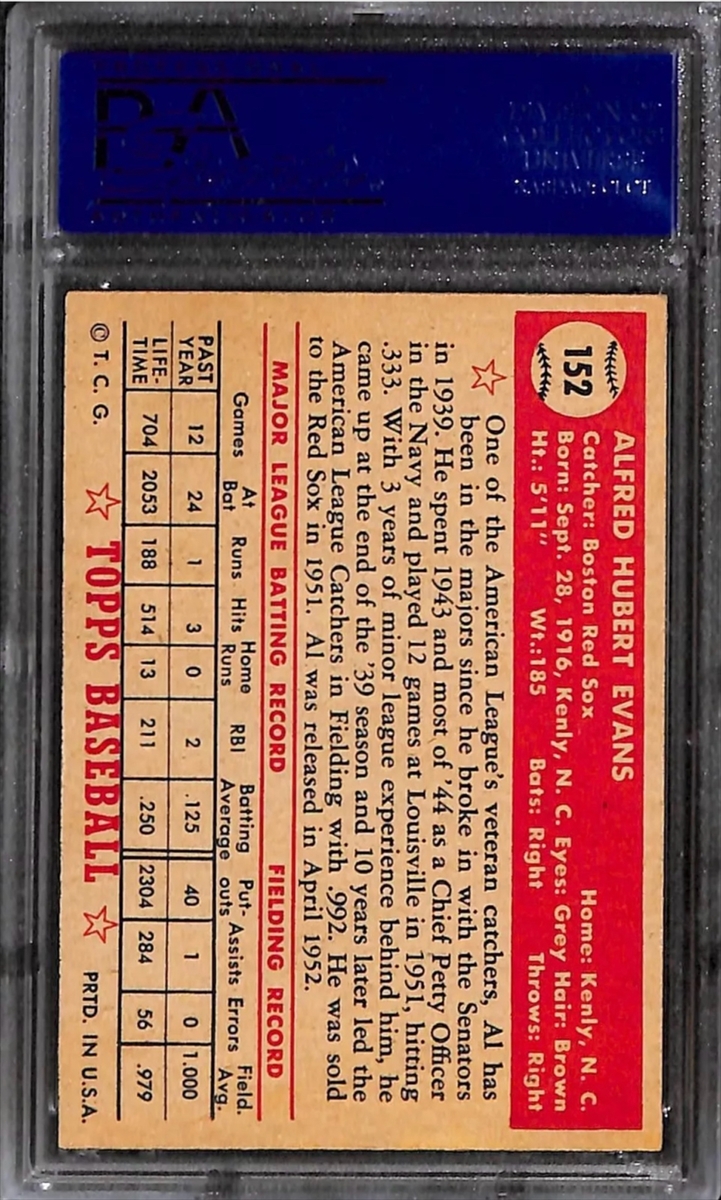 PSA
DIVISION OF
COLLECTORS
UNIVERSE
NASDAQ: CLCT
152
ALFRED HUBERT EVANS
Catcher: Boston Red Sox Home: Kenly, N. C.
Born: Sept. 28, 1916, Kenly, N. C. Eyes: Grey Hair: Brown
Ht.: 5'11" Wt.:185 Bats: Right Throws: Right
One of the American League's veteran catchers, Al has
been in the majors since he broke in with the Senators
in 1939. He spent 1943 and most of '44 as a Chief Petty Officer
in the Navy and played 12 games at Louisville in 1951, hitting
.333. With 3 years of minor league experience behind him, he
came up at the end of the '39 season and 10 years later led the
American League Catchers in Fielding with .992. He was sold
to the Red Sox in 1951. Al was released in April 1952.
MAJOR LEAGUE BATTING RECORD FIELDING RECORD
Games At Bat Runs Hits Home Runs RBI Batting Average Put-outs Assists Errors Field. Avg.
PAST YEAR 12 24 1 3 0 2 .125 40 1 0 1.000
LIFE-TIME 704 2053 188 514 13 211 .250 2304 284 56 .979
© T. C. G. TOPPS BASEBALL PRTD. IN U.S.A.